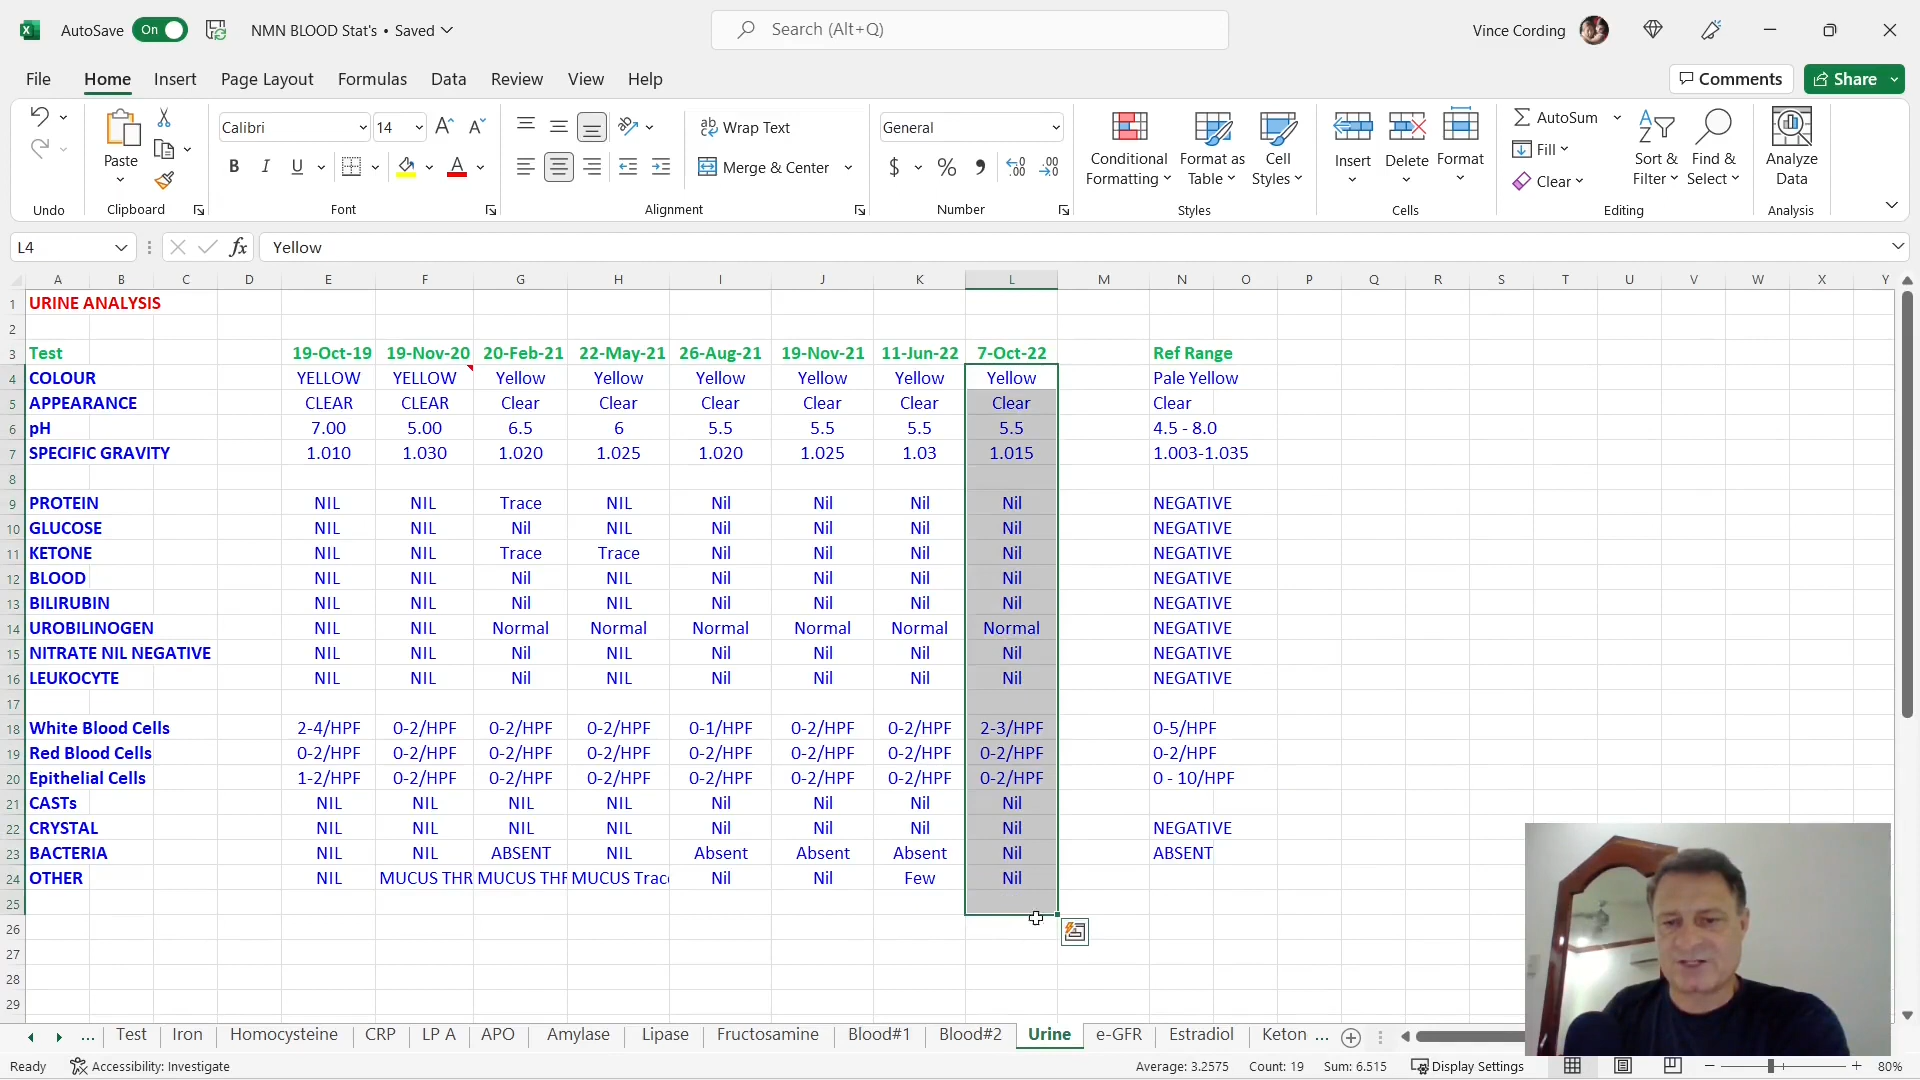 AutoSave On NMN BLOOD Stat's • Saved Search (Alt+Q) Vince Cording
File Home Insert Page Layout Formulas Data Review View Help Comments Share
Calibri 14 Wrap Text General AutoSum
Paste B I U Merge & Center $ % Conditional Formatting Format as Table Cell Styles Insert Delete Format Fill Clear Sort & Filter Find & Select Analyze Data
Undo Clipboard Font Alignment Number Styles Cells Editing Analysis
L4 fx Yellow
A B C D E F G H I J K L M N O P Q R S T U V W X Y
1 URINE ANALYSIS
2
3 Test 19-Oct-19 19-Nov-20 20-Feb-21 22-May-21 26-Aug-21 19-Nov-21 11-Jun-22 7-Oct-22 Ref Range
4 COLOUR YELLOW YELLOW Yellow Yellow Yellow Yellow Yellow Yellow Pale Yellow
5 APPEARANCE CLEAR CLEAR Clear Clear Clear Clear Clear Clear Clear
6 pH 7.00 5.00 6.5 6 5.5 5.5 5.5 5.5 4.5 - 8.0
7 SPECIFIC GRAVITY 1.010 1.030 1.020 1.025 1.020 1.025 1.03 1.015 1.003-1.035
8
9 PROTEIN NIL NIL Trace NIL Nil Nil Nil Nil NEGATIVE
10 GLUCOSE NIL NIL Nil NIL Nil Nil Nil Nil NEGATIVE
11 KETONE NIL NIL Trace Trace Nil Nil Nil Nil NEGATIVE
12 BLOOD NIL NIL Nil NIL Nil Nil Nil Nil NEGATIVE
13 BILIRUBIN NIL NIL Nil NIL Nil Nil Nil Nil NEGATIVE
14 UROBILINOGEN NIL NIL Normal Normal Normal Normal Normal Normal NEGATIVE
15 NITRATE NIL NEGATIVE NIL NIL Nil NIL Nil Nil Nil Nil NEGATIVE
16 LEUKOCYTE NIL NIL Nil NIL Nil Nil Nil Nil NEGATIVE
17
18 White Blood Cells 2-4/HPF 0-2/HPF 0-2/HPF 0-2/HPF 0-1/HPF 0-2/HPF 0-2/HPF 2-3/HPF 0-5/HPF
19 Red Blood Cells 0-2/HPF 0-2/HPF 0-2/HPF 0-2/HPF 0-2/HPF 0-2/HPF 0-2/HPF 0-2/HPF 0-2/HPF
20 Epithelial Cells 1-2/HPF 0-2/HPF 0-2/HPF 0-2/HPF 0-2/HPF 0-2/HPF 0-2/HPF 0-2/HPF 0 - 10/HPF
21 CASTs NIL NIL NIL NIL Nil Nil Nil Nil
22 CRYSTAL NIL NIL NIL NIL Nil Nil Nil Nil NEGATIVE
23 BACTERIA NIL NIL ABSENT NIL Absent Absent Absent Nil ABSENT
24 OTHER NIL MUCUS THR MUCUS THR MUCUS Trac Nil Nil Few Nil
25
26
27
28
29
... Test Iron Homocysteine CRP LP A APO Amylase Lipase Fructosamine Blood#1 Blood#2 Urine e-GFR Estradiol Keton ...
Ready Accessibility: Investigate Average: 3.2575 Count: 19 Sum: 6.515 Display Settings 80%